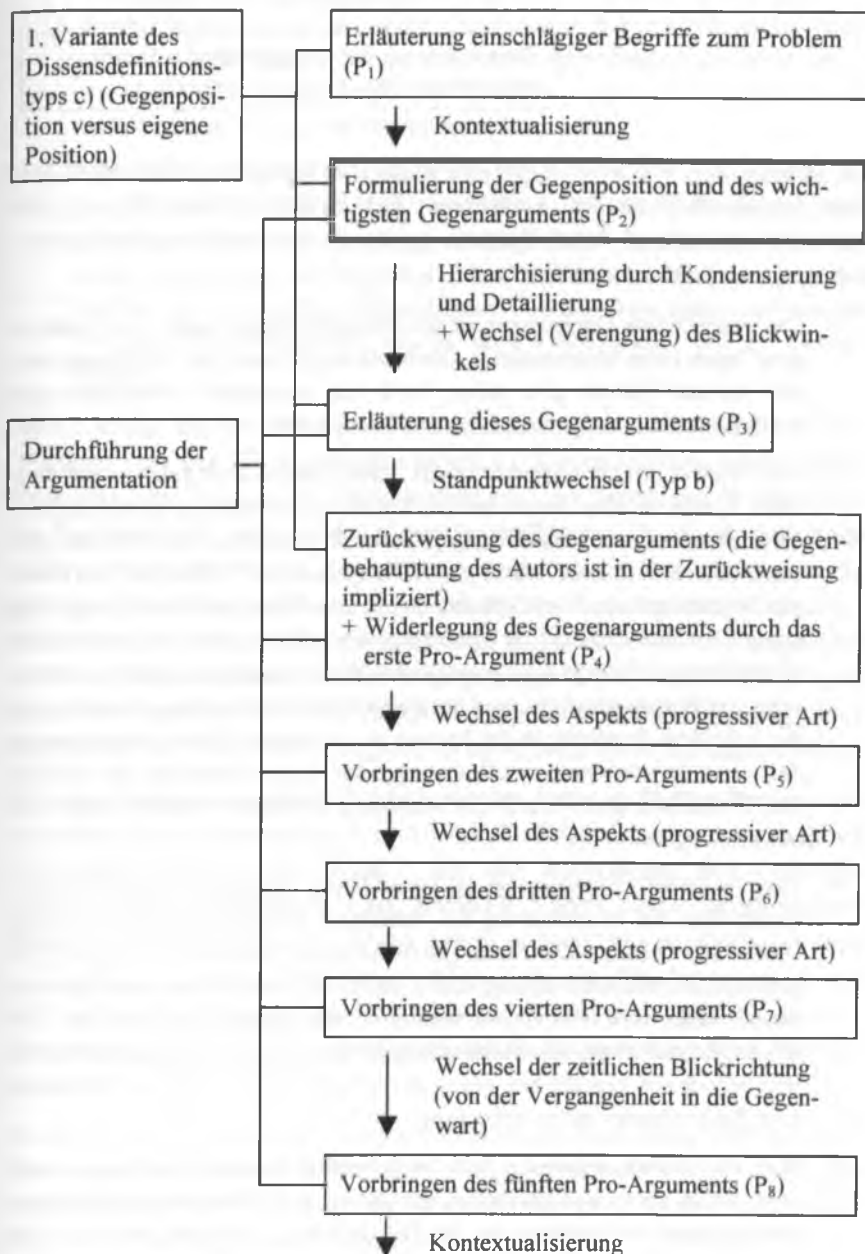 1. Variante des
Dissensdefinitions-
typs c) (Gegenposi-
tion versus eigene
Position)
Erläuterung einschlägiger Begriffe zum Problem
(P₁)
Kontextualisierung
Formulierung der Gegenposition und des wich-
tigsten Gegenarguments (P₂)
Hierarchisierung durch Kondensierung
und Detaillierung
+ Wechsel (Verengung) des Blickwin-
kels
Erläuterung dieses Gegenarguments (P₃)
Durchführung der
Argumentation
Standpunktwechsel (Typ b)
Zurückweisung des Gegenarguments (die Gegen-
behauptung des Autors ist in der Zurückweisung
impliziert)
+ Widerlegung des Gegenarguments durch das
erste Pro-Argument (P₄)
Wechsel des Aspekts (progressiver Art)
Vorbringen des zweiten Pro-Arguments (P₅)
Wechsel des Aspekts (progressiver Art)
Vorbringen des dritten Pro-Arguments (P₆)
Wechsel des Aspekts (progressiver Art)
Vorbringen des vierten Pro-Arguments (P₇)
Wechsel der zeitlichen Blickrichtung
(von der Vergangenheit in die Gegen-
wart)
Vorbringen des fünften Pro-Arguments (P₈)
Kontextualisierung